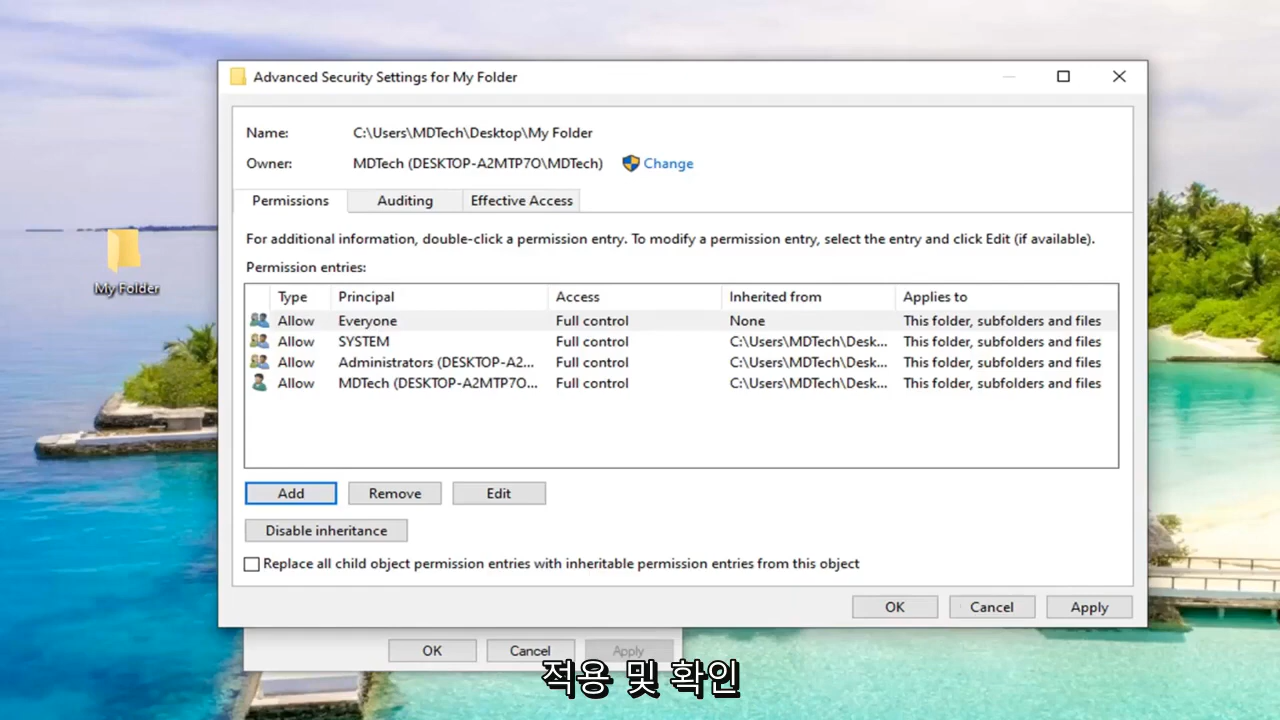 Advanced Security Settings for My Folder
Name: C:\Users\MDTech\Desktop\My Folder
Owner: MDTech (DESKTOP-A2MTP7O\MDTech) Change
Permissions Auditing Effective Access
For additional information, double-click a permission entry. To modify a permission entry, select the entry and click Edit (if available).
Permission entries:
Type Principal Access Inherited from Applies to
Allow Everyone Full control None This folder, subfolders and files
Allow SYSTEM Full control C:\Users\MDTech\Desk... This folder, subfolders and files
Allow Administrators (DESKTOP-A2... Full control C:\Users\MDTech\Desk... This folder, subfolders and files
Allow MDTech (DESKTOP-A2MTP7O... Full control C:\Users\MDTech\Desk... This folder, subfolders and files
My Folder
Add Remove Edit
Disable inheritance
Replace all child object permission entries with inheritable permission entries from this object
OK Cancel Apply
OK Cancel Apply
적용 및 확인